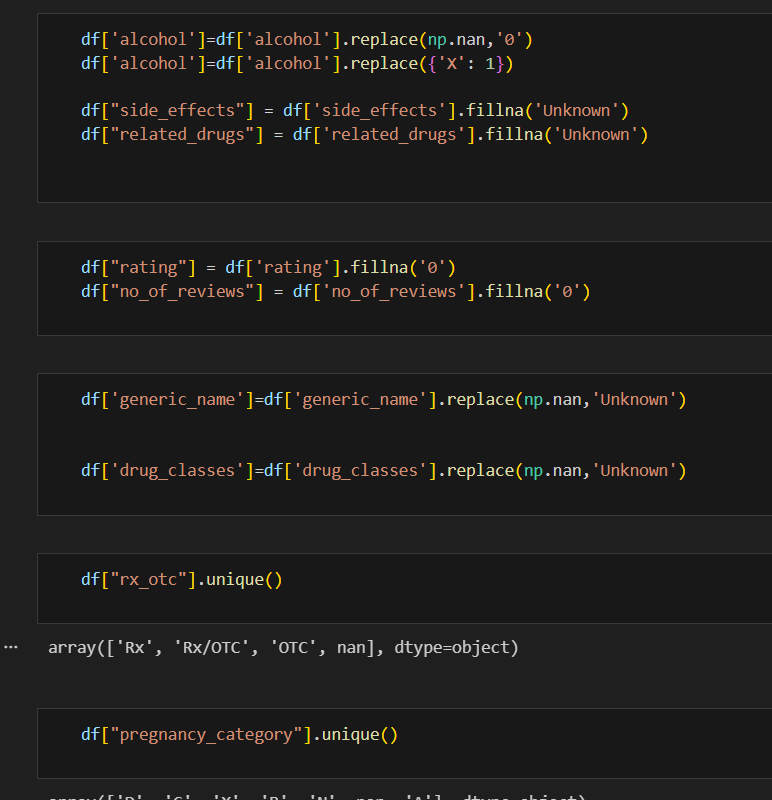 df['alcohol']=df['alcohol'].replace(np.nan,'0')
df['alcohol']=df['alcohol'].replace({'X': 1})
df["side_effects"] = df['side_effects'].fillna('Unknown')
df["related_drugs"] = df['related_drugs'].fillna('Unknown')
df["rating"] = df['rating'].fillna('0')
df["no_of_reviews"] = df['no_of_reviews'].fillna('0')
df['generic_name']=df['generic_name'].replace(np.nan,'Unknown')
df['drug_classes']=df['drug_classes'].replace(np.nan,'Unknown')
df["rx_otc"].unique()
array(['Rx', 'Rx/OTC', 'OTC', nan], dtype=object)
df["pregnancy_category"].unique()